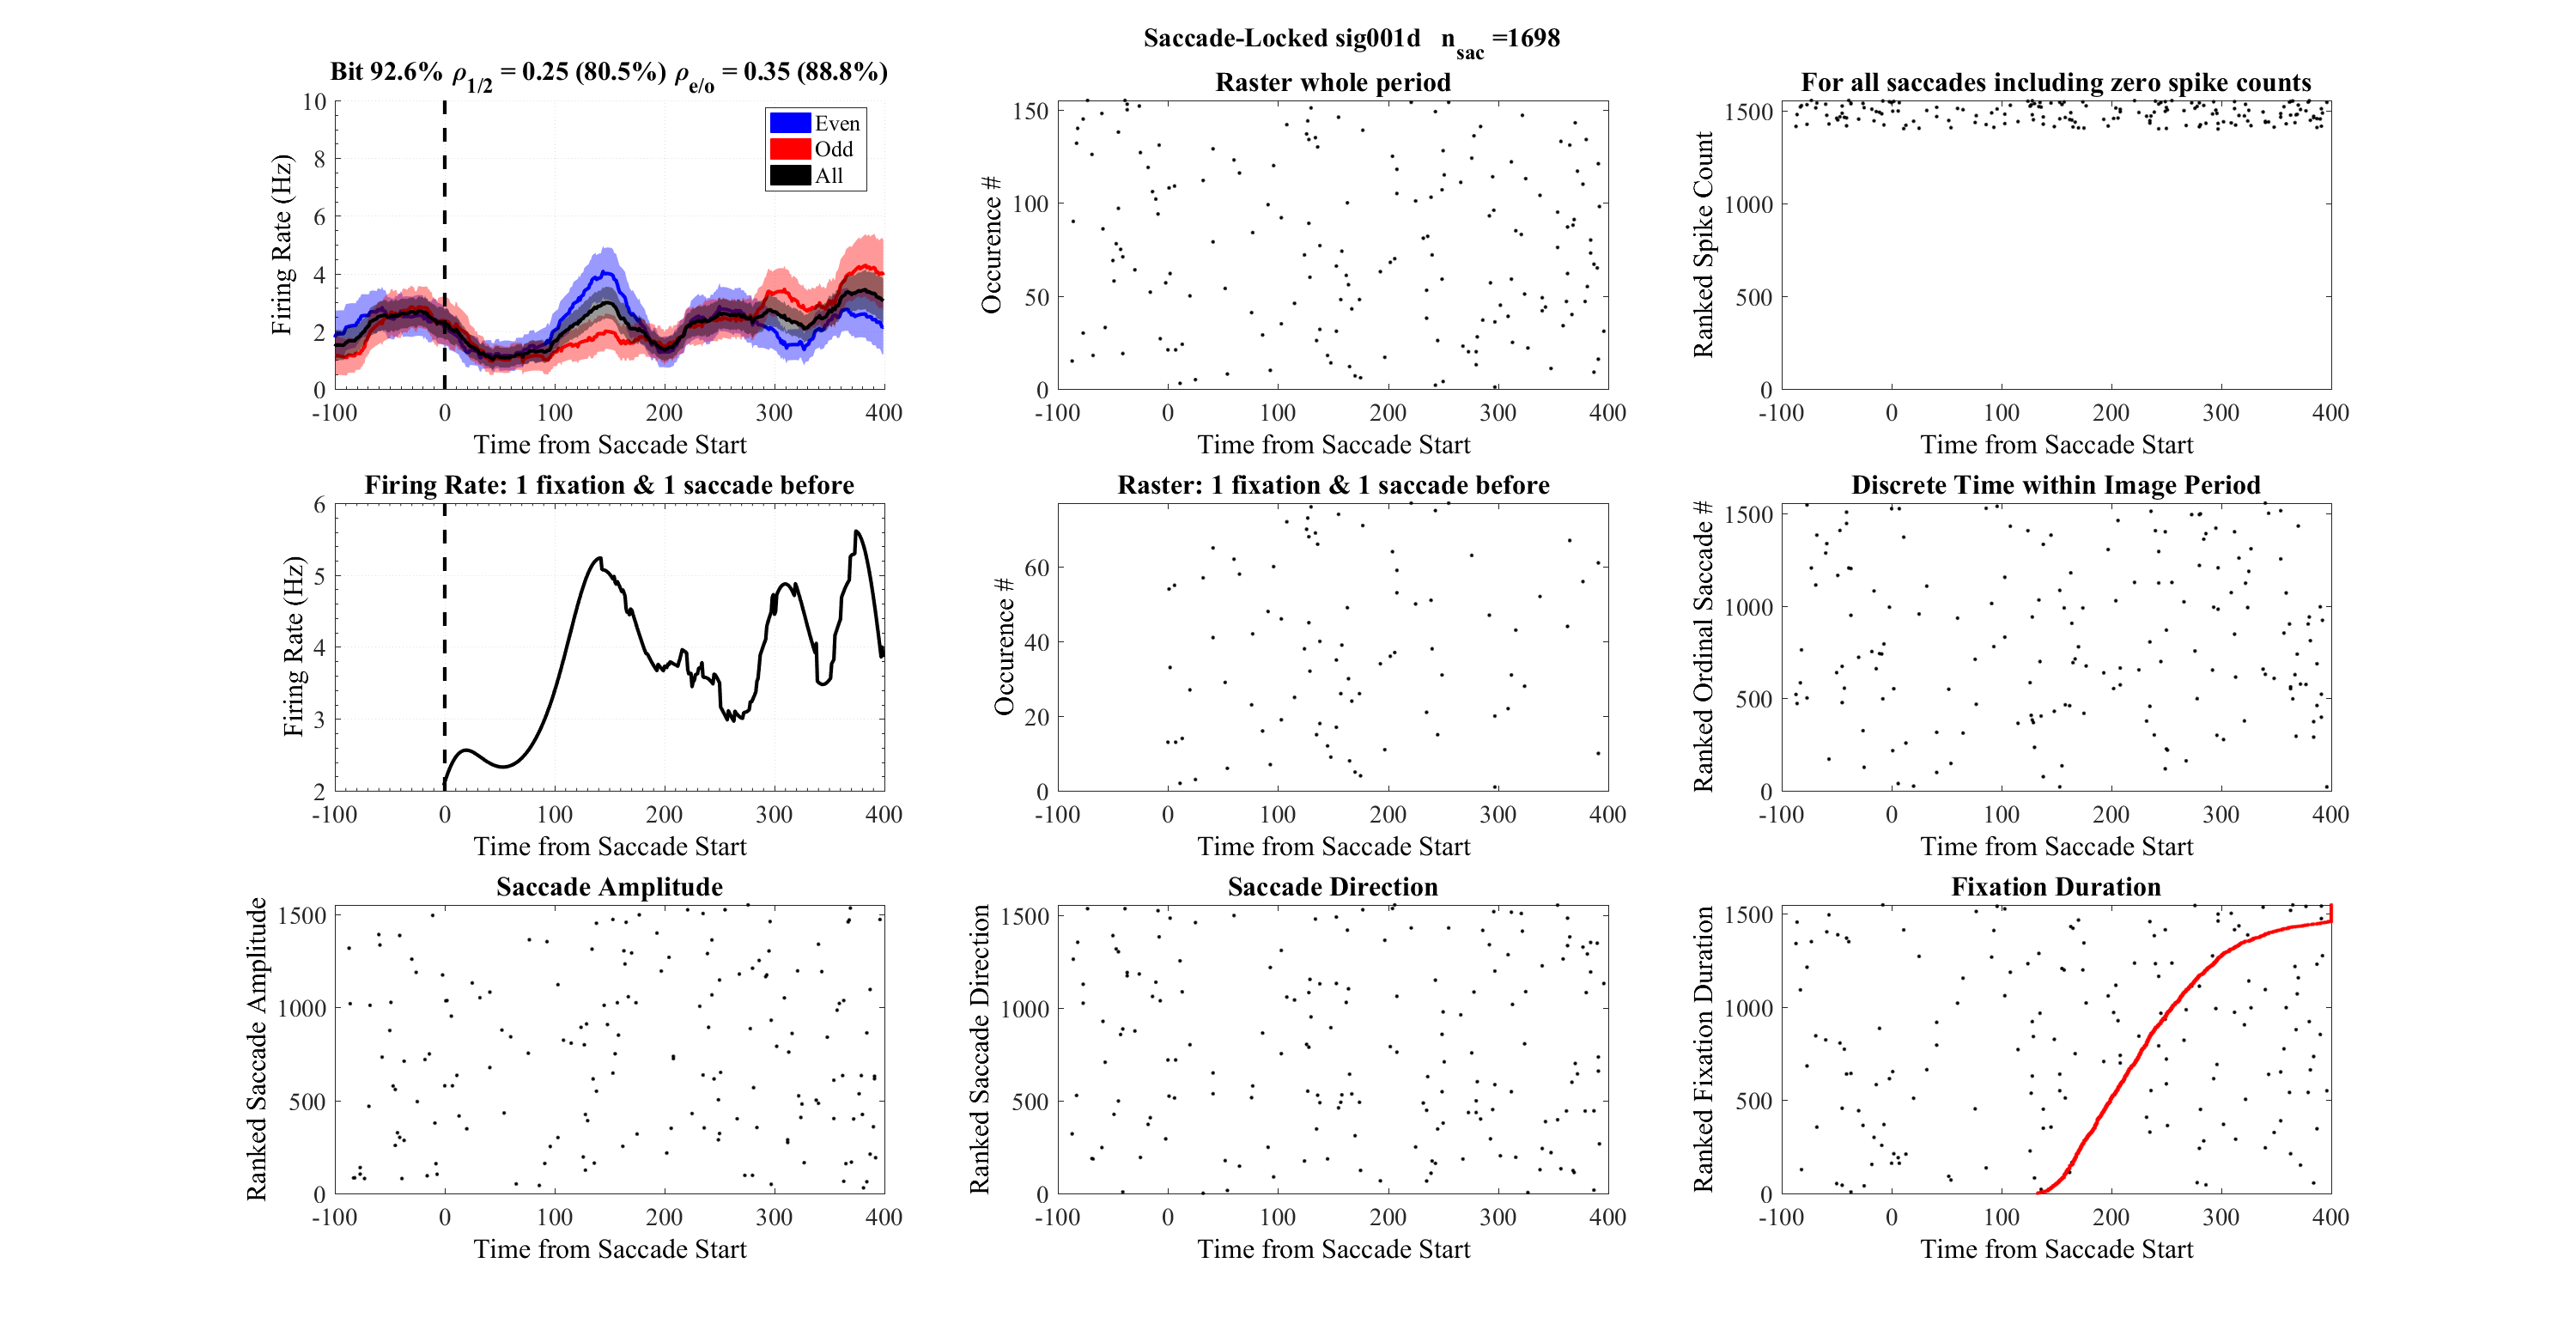 Saccade-Locked sig001d n_sac =1698
Bit 92.6% ρ_1/2 = 0.25 (80.5%) ρ_e/o = 0.35 (88.8%)
10
8
6
4
2
0
Firing Rate (Hz)
Even
Odd
All
-100 0 100 200 300 400
Time from Saccade Start
Raster whole period
150
100
50
0
Occurence #
-100 0 100 200 300 400
Time from Saccade Start
For all saccades including zero spike counts
1500
1000
500
0
Ranked Spike Count
-100 0 100 200 300 400
Time from Saccade Start
Firing Rate: 1 fixation & 1 saccade before
6
5
4
3
2
Firing Rate (Hz)
-100 0 100 200 300 400
Time from Saccade Start
Raster: 1 fixation & 1 saccade before
60
40
20
0
Occurence #
-100 0 100 200 300 400
Time from Saccade Start
Discrete Time within Image Period
1500
1000
500
0
Ranked Ordinal Saccade #
-100 0 100 200 300 400
Time from Saccade Start
Saccade Amplitude
1500
1000
500
0
Ranked Saccade Amplitude
-100 0 100 200 300 400
Time from Saccade Start
Saccade Direction
1500
1000
500
0
Ranked Saccade Direction
-100 0 100 200 300 400
Time from Saccade Start
Fixation Duration
1500
1000
500
0
Ranked Fixation Duration
-100 0 100 200 300 400
Time from Saccade Start